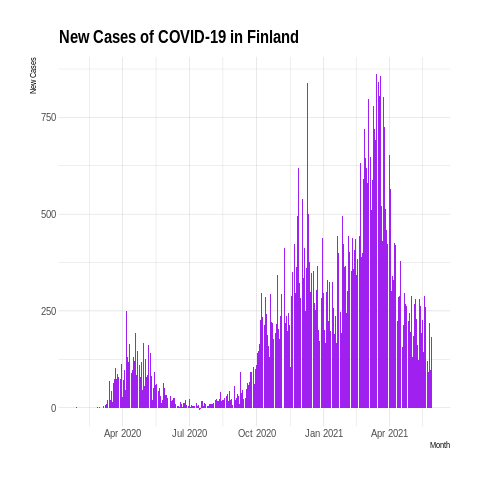 New Cases of COVID-19 in Finland
New Cases
750
500
250
0
Apr 2020
Jul 2020
Oct 2020
Jan 2021
Apr 2021
Month